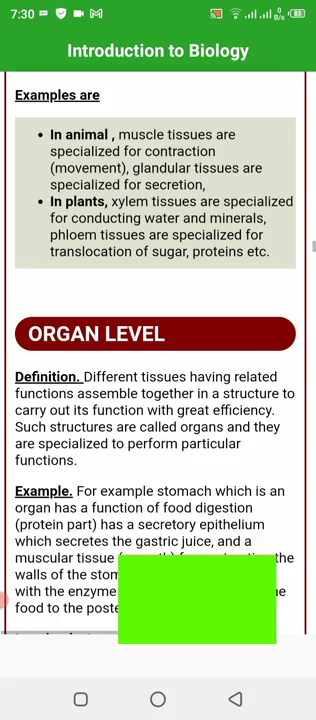 7:30
83
B/s
Introduction to Biology
Examples are
• In animal , muscle tissues are
specialized for contraction
(movement), glandular tissues are
specialized for secretion,
• In plants, xylem tissues are specialized
for conducting water and minerals,
phloem tissues are specialized for
translocation of sugar, proteins etc.
ORGAN LEVEL
Definition. Different tissues having related
functions assemble together in a structure to
carry out its function with great efficiency.
Such structures are called organs and they
are specialized to perform particular
functions.
Example. For example stomach which is an
organ has a function of food digestion
(protein part) has a secretory epithelium
which secretes the gastric juice, and a
muscular tissue the
walls of the
with the enzyme
food to the